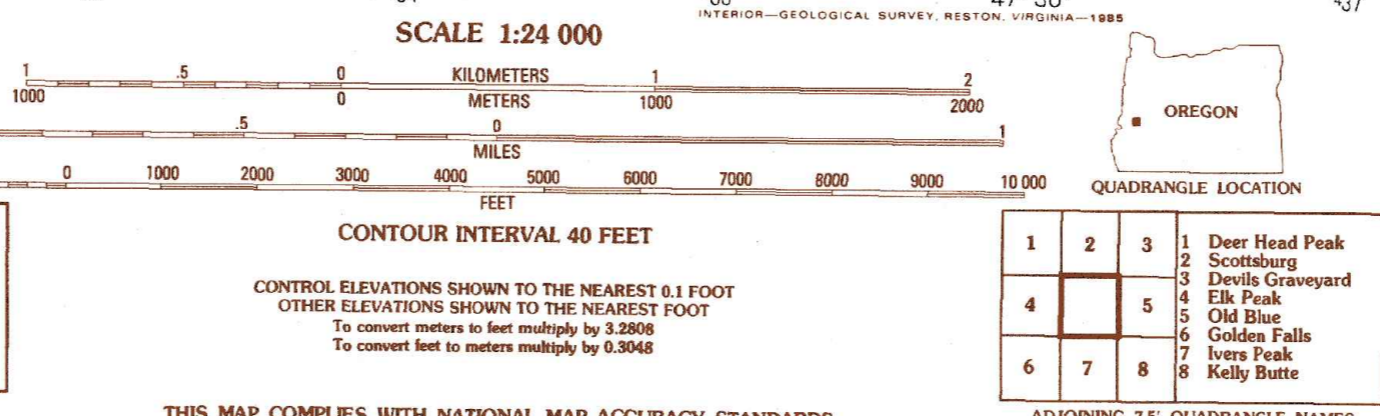 47'30"
437
INTERIOR—GEOLOGICAL SURVEY, RESTON, VIRGINIA—1985
SCALE 1:24 000
1 .5 0 KILOMETERS 1 2
1000 0 METERS 1000 2000
.5 0 1
MILES
0 1000 2000 3000 4000 5000 6000 7000 8000 9000 10 000
FEET
OREGON
QUADRANGLE LOCATION
CONTOUR INTERVAL 40 FEET
CONTROL ELEVATIONS SHOWN TO THE NEAREST 0.1 FOOT
OTHER ELEVATIONS SHOWN TO THE NEAREST FOOT
To convert meters to feet multiply by 3.2808
To convert feet to meters multiply by 0.3048
1 2 3
4 5
6 7 8
1 Deer Head Peak
2 Scottsburg
3 Devils Graveyard
4 Elk Peak
5 Old Blue
6 Golden Falls
7 Ivers Peak
8 Kelly Butte
THIS MAP COMPLIES WITH NATIONAL MAP ACCURACY STANDARDS
ADJOINING 7.5' QUADRANGLE NAMES